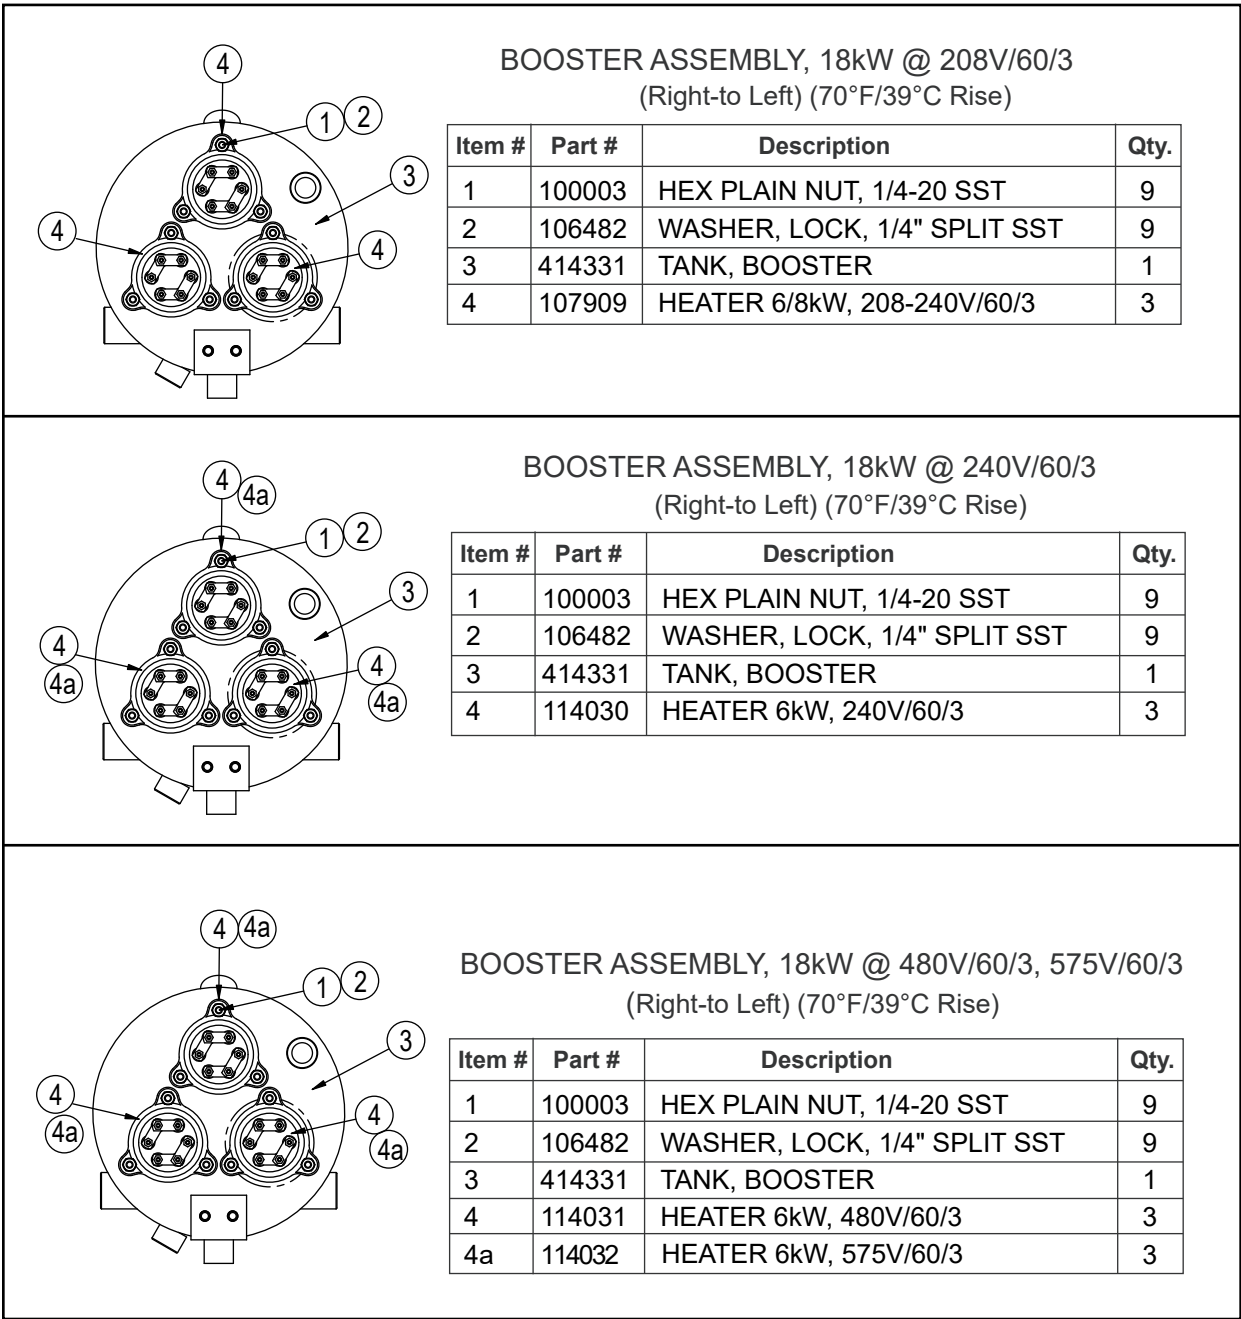 BOOSTER ASSEMBLY, 18kW @ 208V/60/3
(Right-to Left) (70°F/39°C Rise)
4
1 2
3
4
4
Item # Part # Description Qty.
1 100003 HEX PLAIN NUT, 1/4-20 SST 9
2 106482 WASHER, LOCK, 1/4" SPLIT SST 9
3 414331 TANK, BOOSTER 1
4 107909 HEATER 6/8kW, 208-240V/60/3 3
BOOSTER ASSEMBLY, 18kW @ 240V/60/3
(Right-to Left) (70°F/39°C Rise)
4 4a
1 2
3
4 4a
4 4a
Item # Part # Description Qty.
1 100003 HEX PLAIN NUT, 1/4-20 SST 9
2 106482 WASHER, LOCK, 1/4" SPLIT SST 9
3 414331 TANK, BOOSTER 1
4 114030 HEATER 6kW, 240V/60/3 3
BOOSTER ASSEMBLY, 18kW @ 480V/60/3, 575V/60/3
(Right-to Left) (70°F/39°C Rise)
4 4a
1 2
3
4 4a
4 4a
Item # Part # Description Qty.
1 100003 HEX PLAIN NUT, 1/4-20 SST 9
2 106482 WASHER, LOCK, 1/4" SPLIT SST 9
3 414331 TANK, BOOSTER 1
4 114031 HEATER 6kW, 480V/60/3 3
4a 114032 HEATER 6kW, 575V/60/3 3